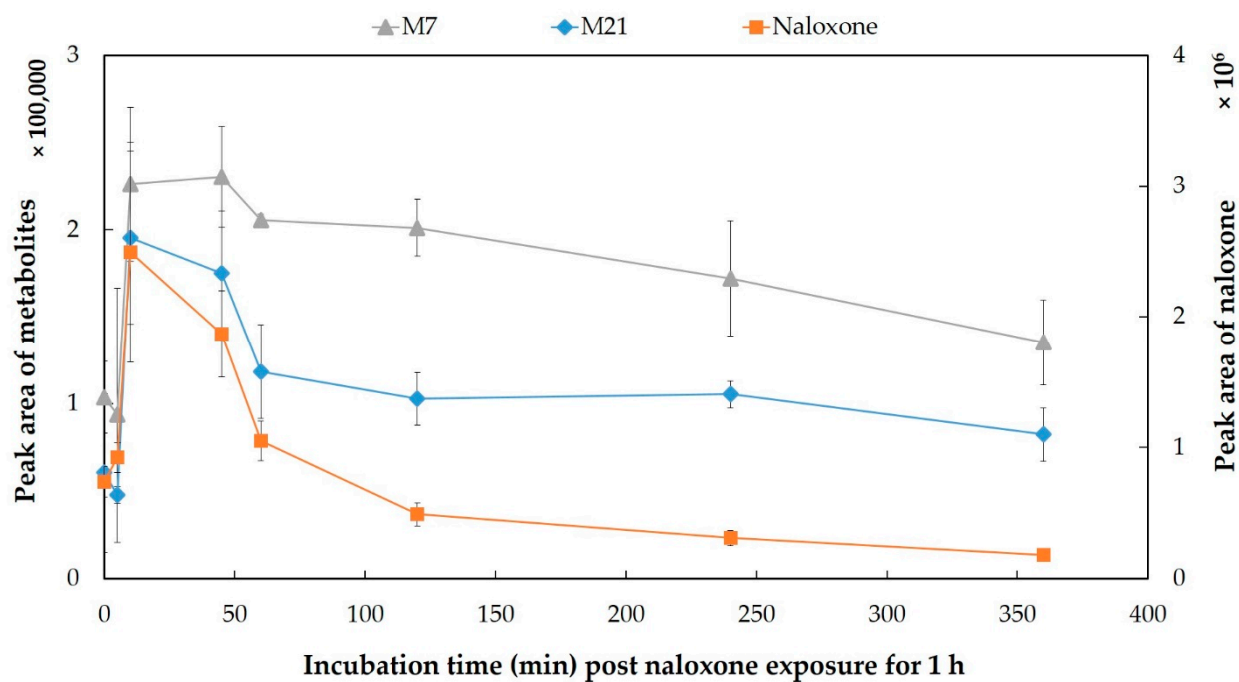 M7 M21 Naloxone
Peak area of metabolites × 100,000
3
2
1
0
4
3
2
1
0
Peak area of naloxone × 10⁶
0 50 100 150 200 250 300 350 400
Incubation time (min) post naloxone exposure for 1 h